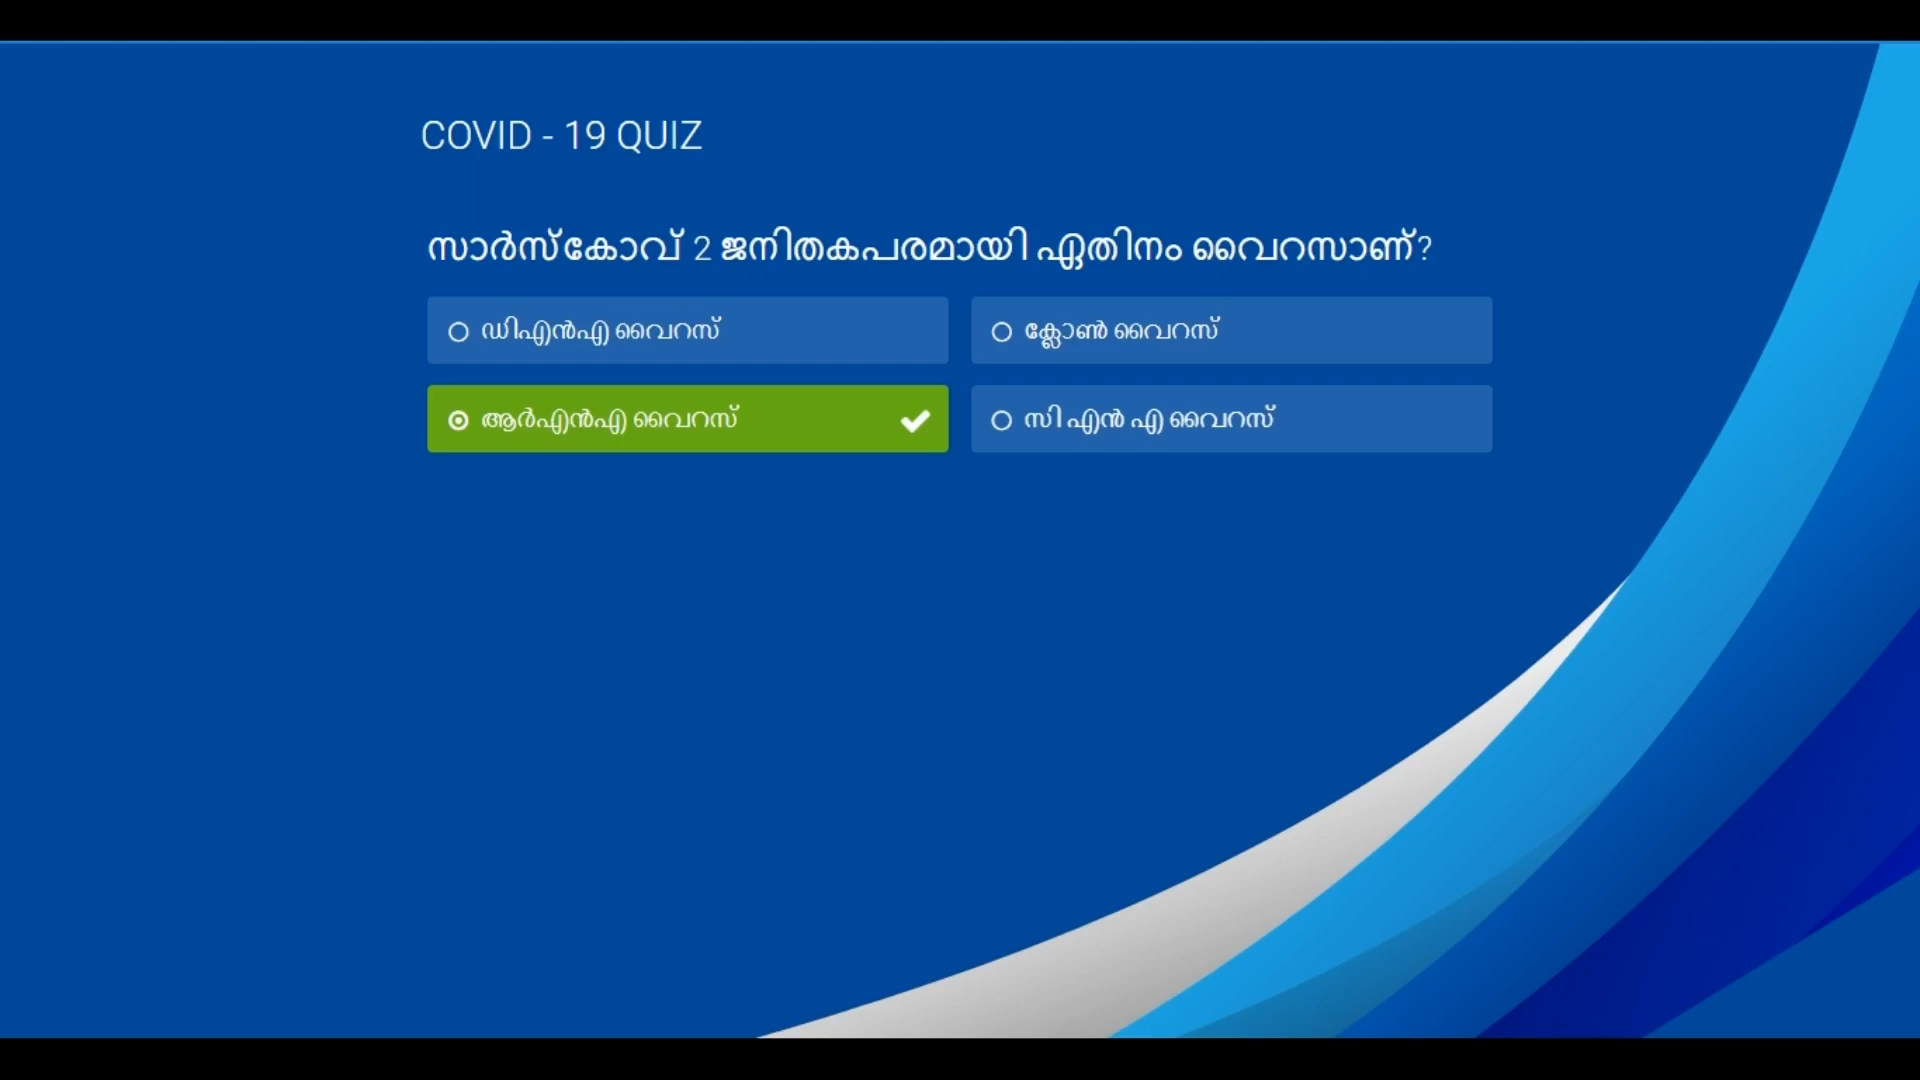 COVID - 19 QUIZ
സാർസ്കോവ് 2 ജനിതകപരമായി ഏതിനം വൈറസാണ്?
ഡിഎൻഎ വൈറസ്
ക്ലോൺ വൈറസ്
ആർഎൻഎ വൈറസ്
സി എൻ എ വൈറസ്